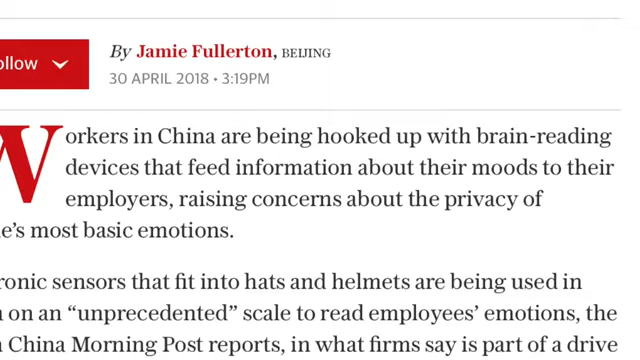 ollow
By Jamie Fullerton, BEIJING
30 APRIL 2018 • 3:19PM
Workers in China are being hooked up with brain-reading
devices that feed information about their moods to their
employers, raising concerns about the privacy of
e's most basic emotions.
ronic sensors that fit into hats and helmets are being used in
on an “unprecedented” scale to read employees’ emotions, the
China Morning Post reports, in what firms say is part of a drive